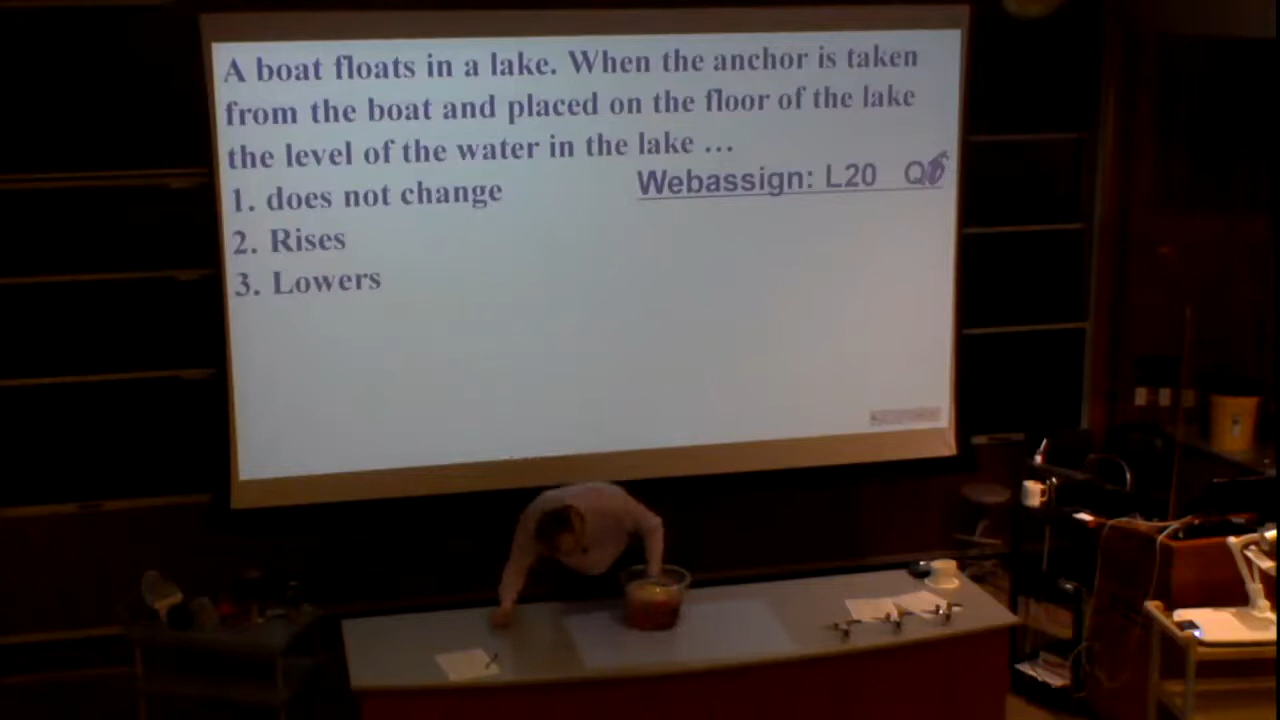 A boat floats in a lake. When the anchor is taken
from the boat and placed on the floor of the lake
the level of the water in the lake ...
1. does not change
Webassign: L20
2. Rises
3. Lowers